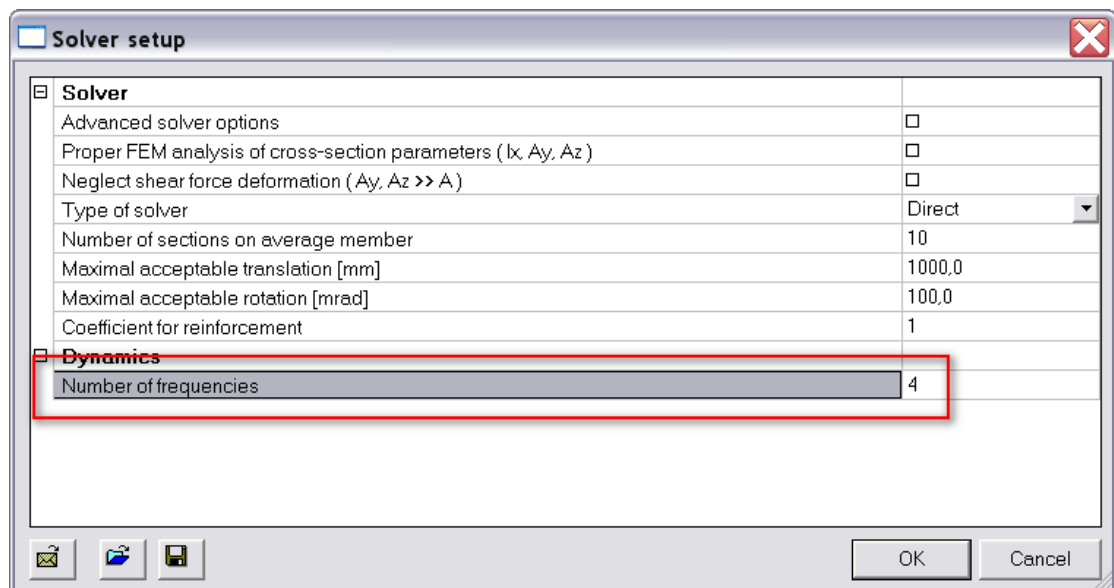 Solver setup
Solver
Advanced solver options
Proper FEM analysis of cross-section parameters ( Ix, Ay, Az )
Neglect shear force deformation ( Ay, Az >> A )
Type of solver Direct
Number of sections on average member 10
Maximal acceptable translation [mm] 1000,0
Maximal acceptable rotation [mrad] 100,0
Coefficient for reinforcement 1
Dynamics
Number of frequencies 4
OK Cancel